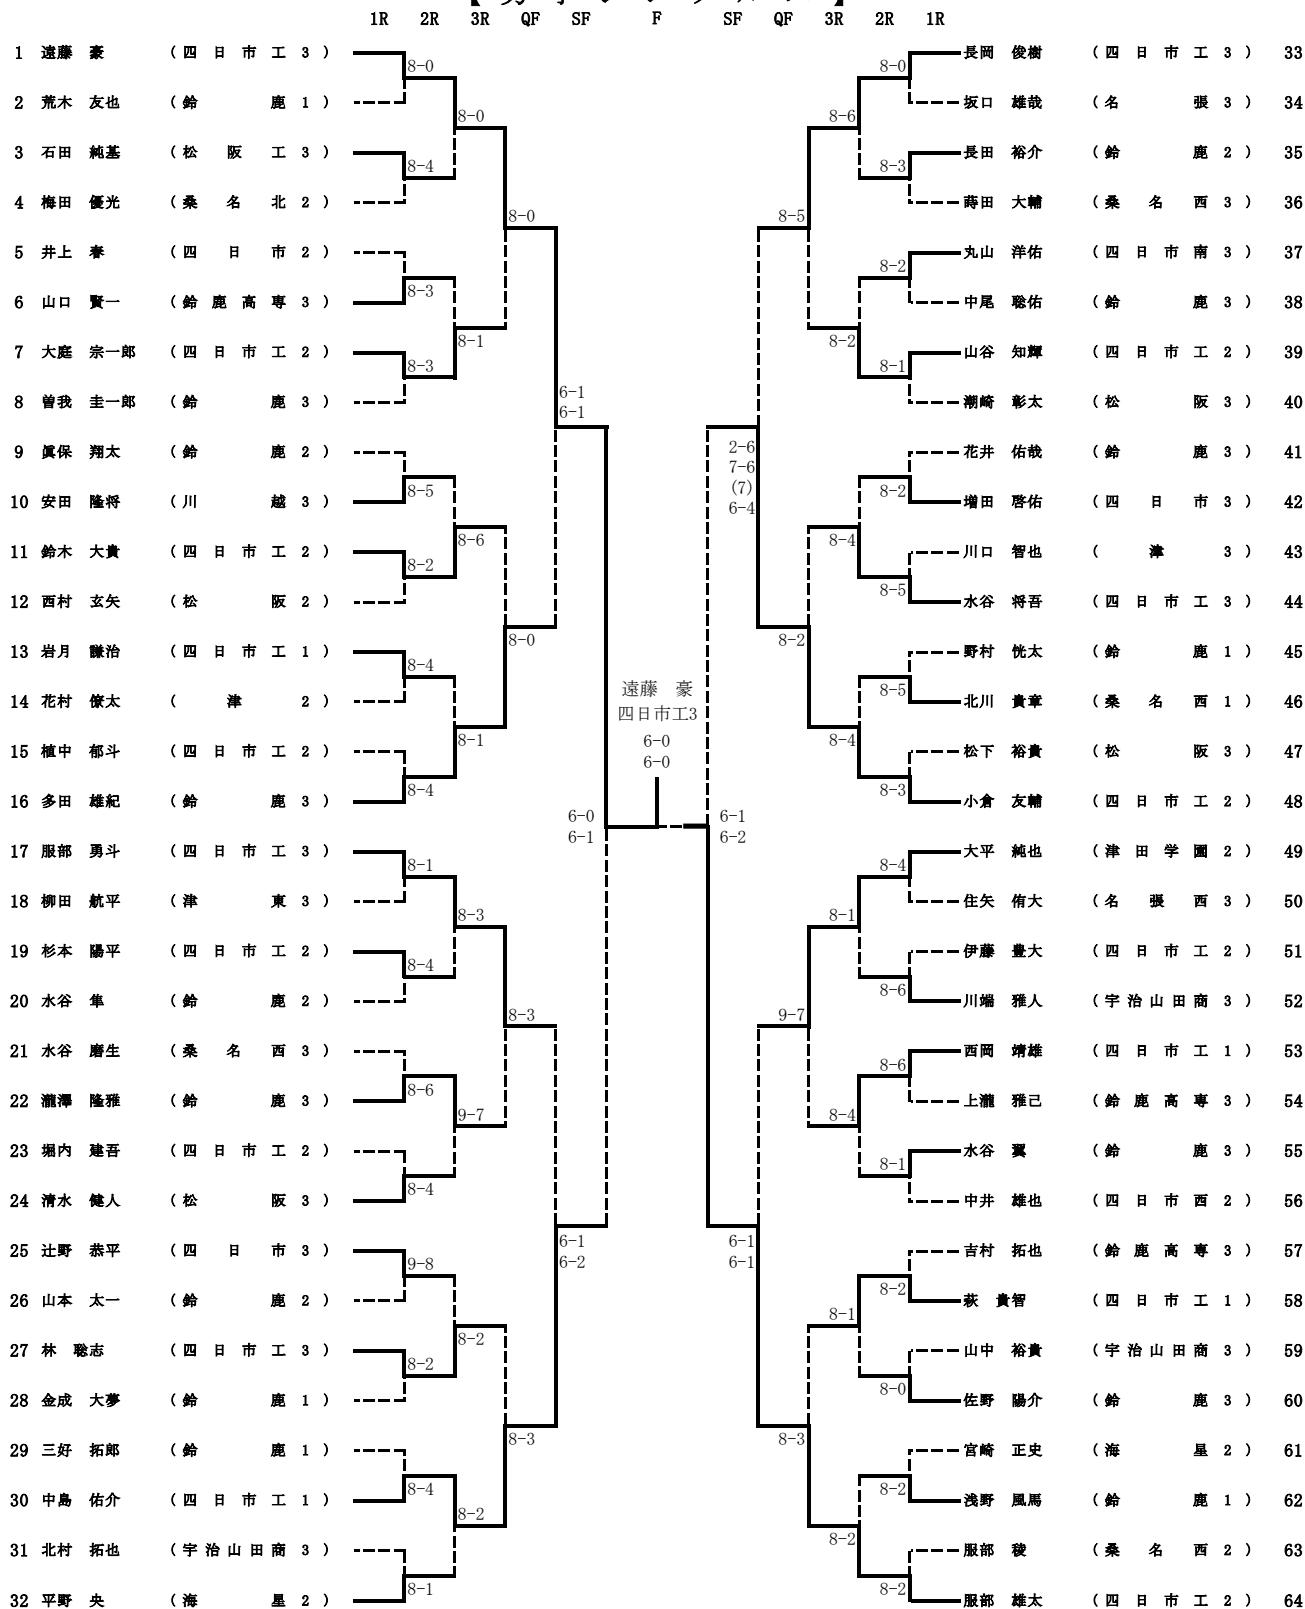 1R 2R 3R QF SF F SF QF 3R 2R 1R
1 遠藤 豪 (四日市工3) 長岡 俊樹 (四日市工3) 33
8-0 8-0
2 荒木 友也 (鈴鹿1) 坂口 雄哉 (名張3) 34
8-0 8-6
3 石田 純基 (松阪工3) 長田 裕介 (鈴鹿2) 35
8-4 8-3
4 梅田 優光 (桑名北2) 蒔田 大輔 (桑名西3) 36
8-0 8-5
5 井上 春 (四日市2) 丸山 洋佑 (四日市南3) 37
8-3 8-2
6 山口 賢一 (鈴鹿高専3) 中尾 聡佑 (鈴鹿3) 38
8-1 8-2
7 大庭 宗一郎 (四日市工2) 山谷 知輝 (四日市工2) 39
8-3 8-1
8 曽我 圭一郎 (鈴鹿3) 潮崎 彰太 (松阪3) 40
6-1
6-1
9 眞保 翔太 (鈴鹿2) 花井 佑哉 (鈴鹿3) 41
2-6
7-6
(7)
6-4
8-5 8-2
10 安田 隆将 (川越3) 増田 啓佑 (四日市3) 42
8-6 8-4
11 鈴木 大貴 (四日市工2) 川口 智也 (津3) 43
8-2 8-5
12 西村 玄矢 (松阪2) 水谷 将吾 (四日市工3) 44
8-0 8-2
13 岩月 謙治 (四日市工1) 野村 恍太 (鈴鹿1) 45
8-4 8-5
14 花村 僚太 (津2) 北川 貴章 (桑名西1) 46
遠藤 豪
四日市工3
6-0
6-0
8-1 8-4
15 植中 郁斗 (四日市工2) 松下 裕貴 (松阪3) 47
8-4 8-3
16 多田 雄紀 (鈴鹿3) 小倉 友輔 (四日市工2) 48
6-0 6-1
6-1 6-2
17 服部 勇斗 (四日市工3) 大平 純也 (津田学園2) 49
8-1 8-4
18 柳田 航平 (津東3) 住矢 侑大 (名張西3) 50
8-3 8-1
19 杉本 陽平 (四日市工2) 伊藤 豊大 (四日市工2) 51
8-4 8-6
20 水谷 隼 (鈴鹿2) 川端 雅人 (宇治山田商3) 52
8-3 9-7
21 水谷 磨生 (桑名西3) 西岡 靖雄 (四日市工1) 53
8-6 8-6
22 瀧澤 隆雅 (鈴鹿3) 上瀧 雅己 (鈴鹿高専3) 54
9-7 8-4
23 堀内 建吾 (四日市工2) 水谷 翼 (鈴鹿3) 55
8-4 8-1
24 清水 健人 (松阪3) 中井 雄也 (四日市西2) 56
6-1 6-1
6-2 6-1
25 辻野 恭平 (四日市3) 吉村 拓也 (鈴鹿高専3) 57
9-8 8-2
26 山本 太一 (鈴鹿2) 萩 貴智 (四日市工1) 58
8-2 8-1
27 林 聡志 (四日市工3) 山中 裕貴 (宇治山田商3) 59
8-2 8-0
28 金成 大夢 (鈴鹿1) 佐野 陽介 (鈴鹿3) 60
8-3 8-3
29 三好 拓郎 (鈴鹿1) 宮崎 正史 (海星2) 61
8-4 8-2
30 中島 佑介 (四日市工1) 浅野 風馬 (鈴鹿1) 62
8-2 8-2
31 北村 拓也 (宇治山田商3) 服部 稜 (桑名西2) 63
8-1 8-2
32 平野 央 (海星2) 服部 雄太 (四日市工2) 64